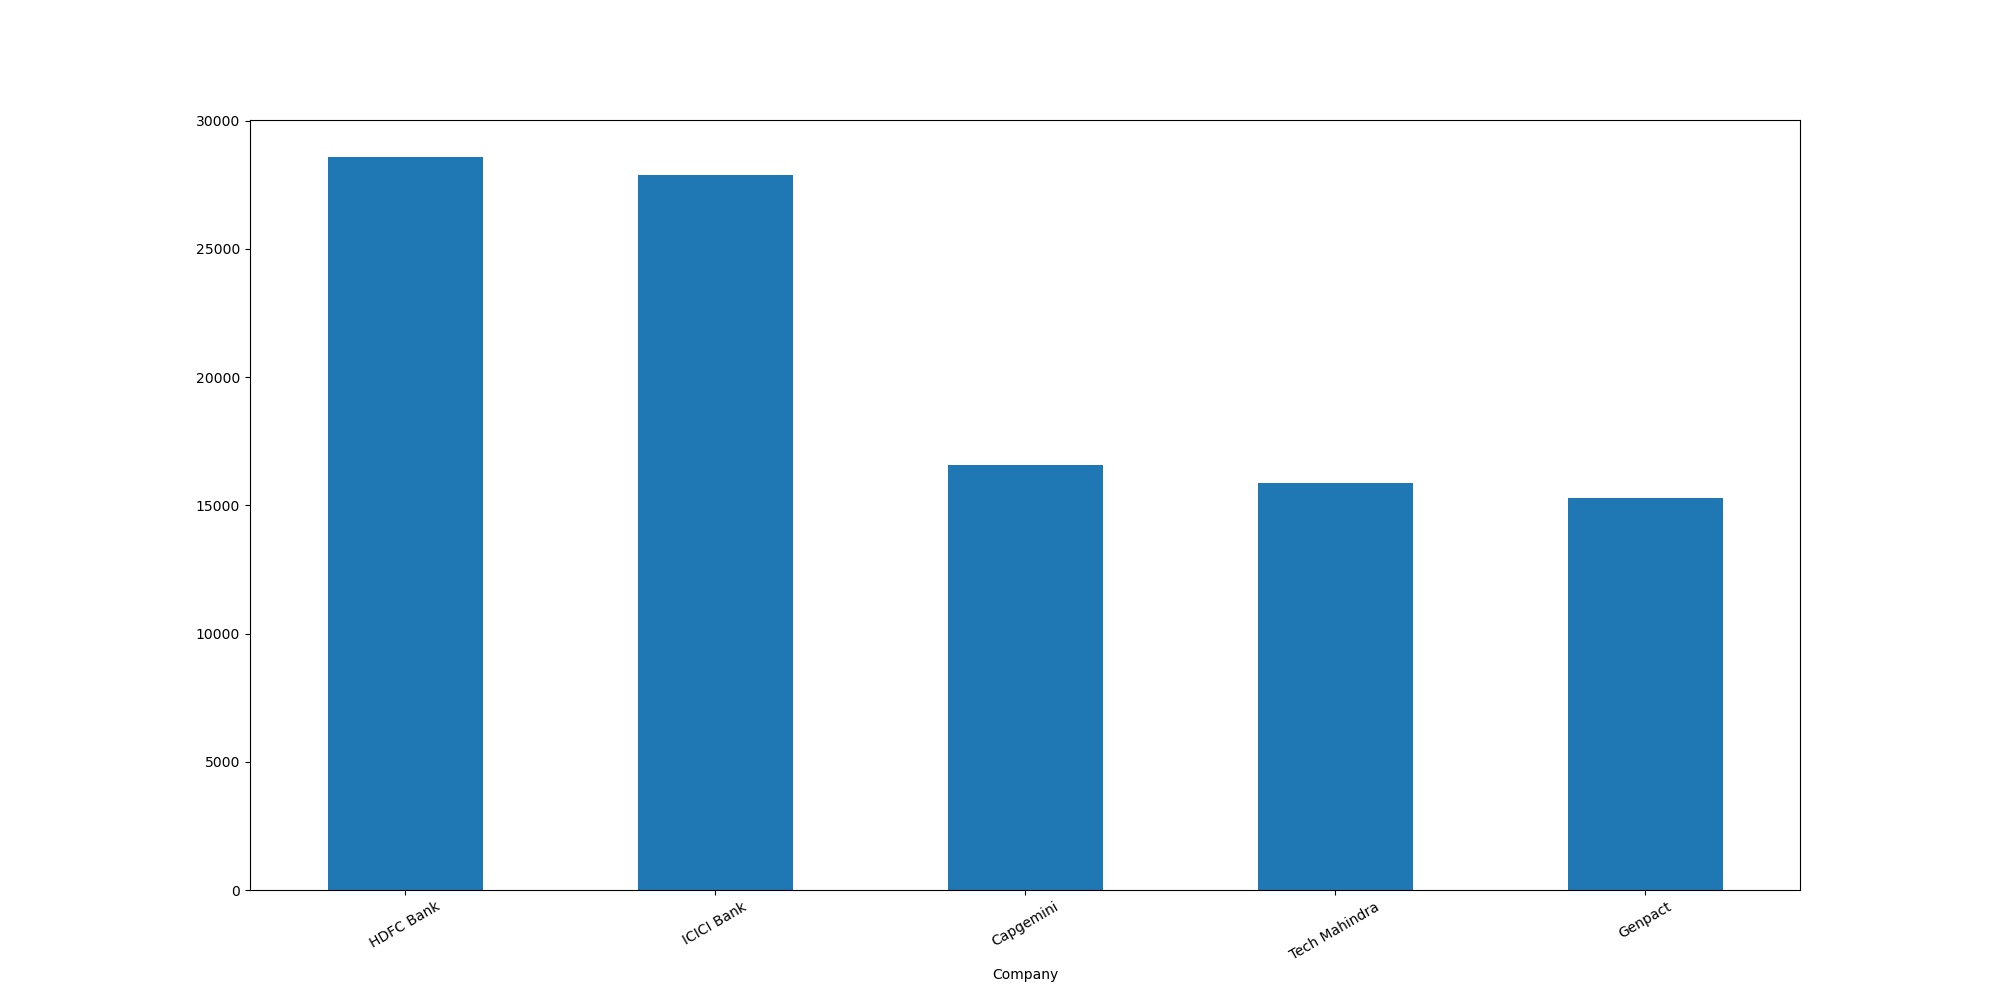 30000
25000
20000
15000
10000
5000
0
HDFC Bank
ICICI Bank
Capgemini
Tech Mahindra
Genpact
Company